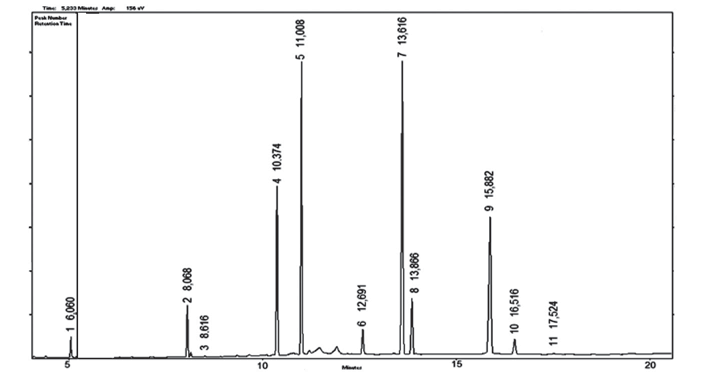 Time: 5,233 Minutes Amp: 156 eV
Peak Number
Retention Time
1 6,060
2 8,068
3 8,616
4 10.374
5 11,008
6 12,691
7 13,616
8 13,866
9 15,882
10 16,516
11 17,524
5 10 15 20
Minutes